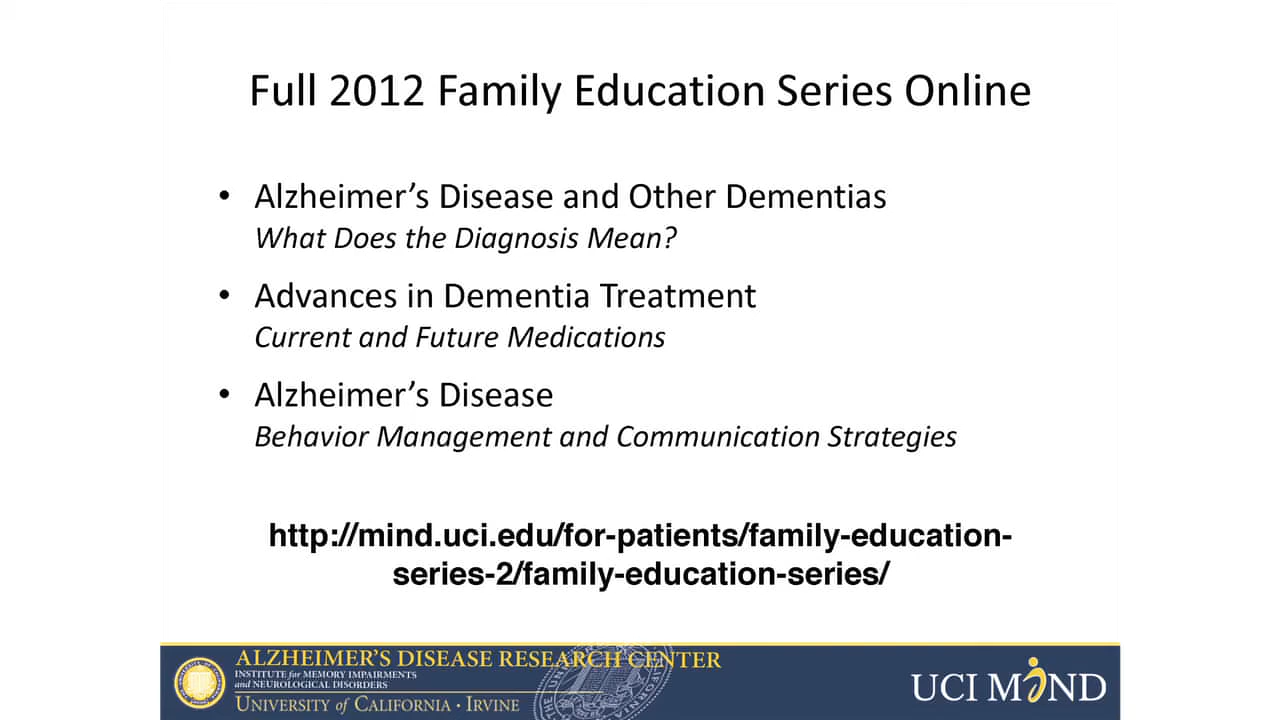 Full 2012 Family Education Series Online
• Alzheimer’s Disease and Other Dementias
What Does the Diagnosis Mean?
• Advances in Dementia Treatment
Current and Future Medications
• Alzheimer’s Disease
Behavior Management and Communication Strategies
http://mind.uci.edu/for-patients/family-education-
series-2/family-education-series/
ALZHEIMER’S DISEASE RESEARCH CENTER
INSTITUTE for MEMORY IMPAIRMENTS
and NEUROLOGICAL DISORDERS
UNIVERSITY of CALIFORNIA • IRVINE
UCI MIND